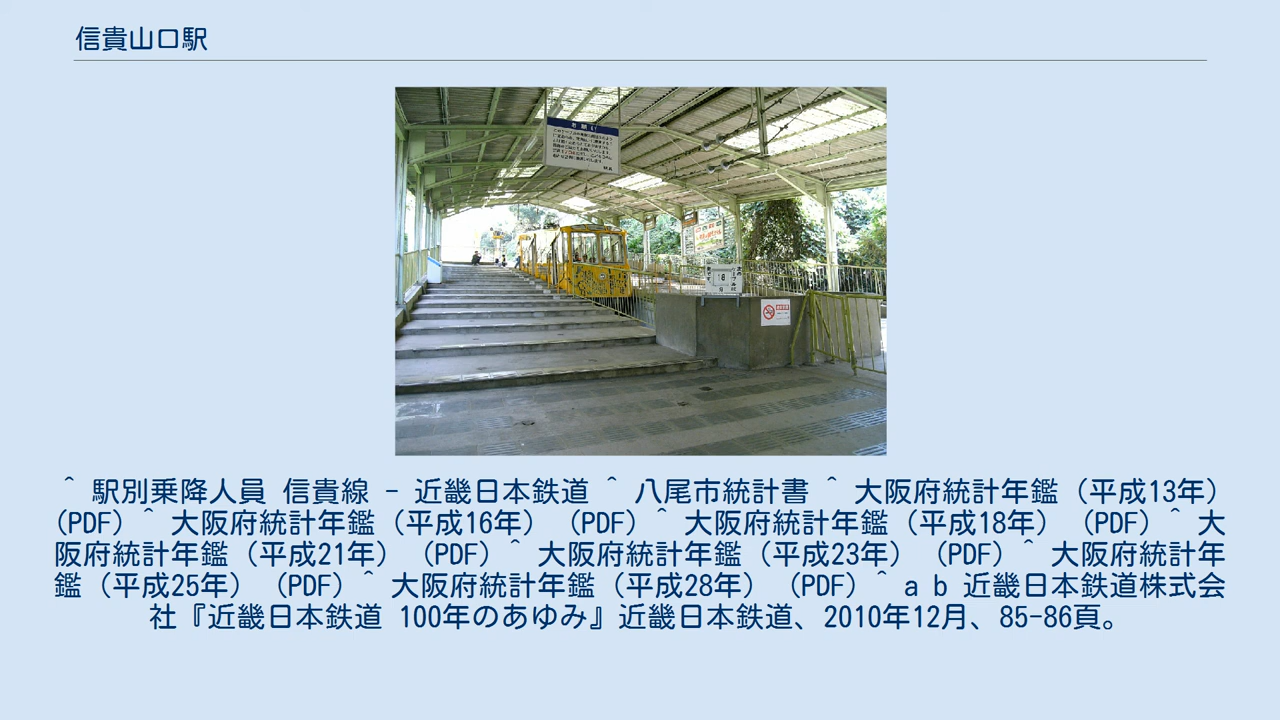 信貴山口駅
お願い
^ 駅別乗降人員 信貴線 - 近畿日本鉄道 ^ 八尾市統計書 ^ 大阪府統計年鑑（平成13年）
（PDF）^ 大阪府統計年鑑（平成16年）（PDF）^ 大阪府統計年鑑（平成18年）（PDF）^ 大
阪府統計年鑑（平成21年）（PDF）^ 大阪府統計年鑑（平成23年）（PDF）^ 大阪府統計年
鑑（平成25年）（PDF）^ 大阪府統計年鑑（平成28年）（PDF）^ a b 近畿日本鉄道株式会
社『近畿日本鉄道 100年のあゆみ』近畿日本鉄道、2010年12月、85-86頁。